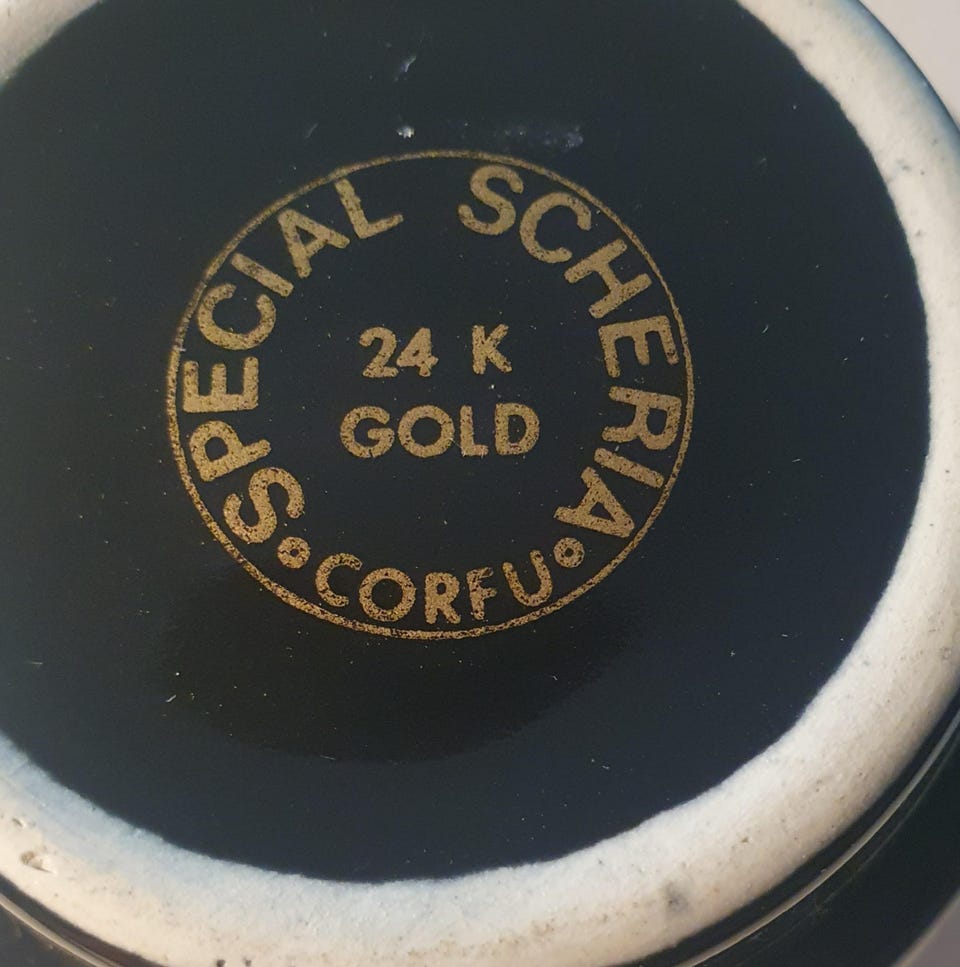 SPECIAL SCHERIA
24 K
GOLD
CORFU